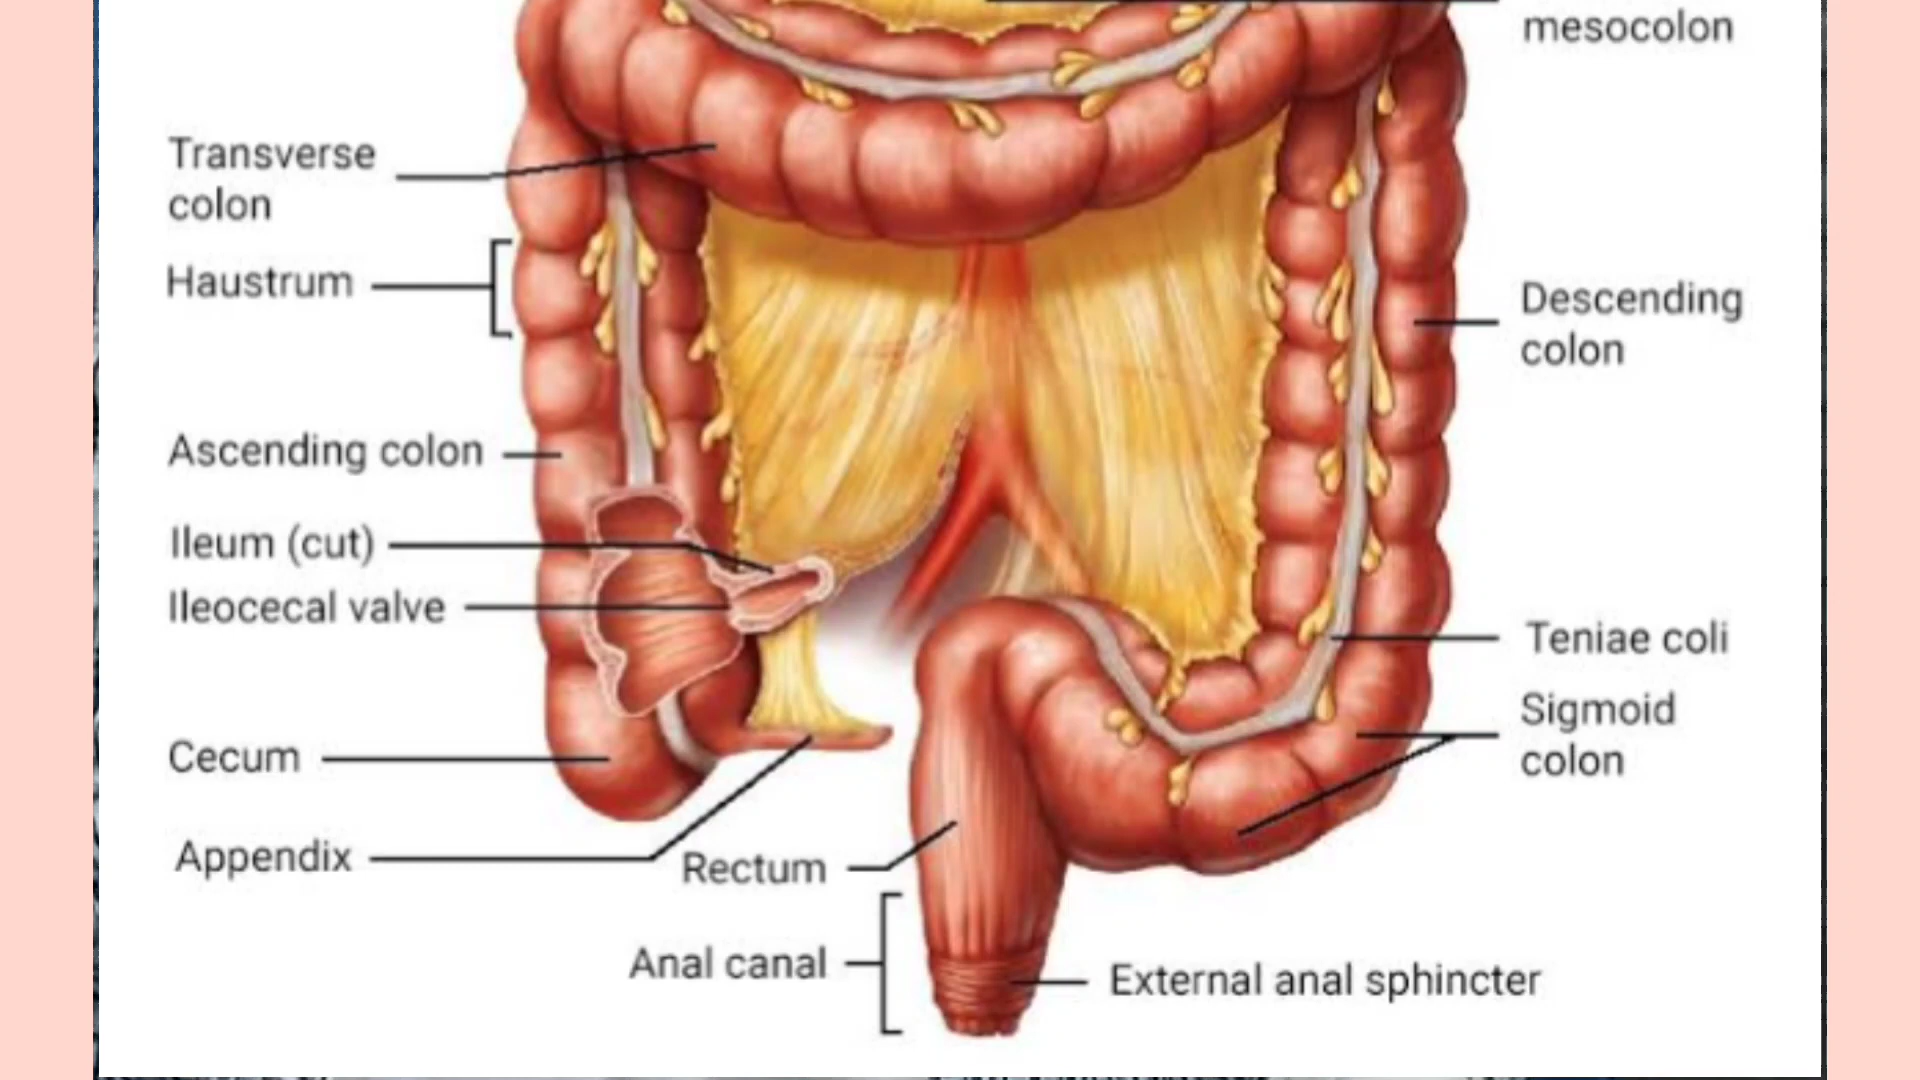 mesocolon
Transverse
colon
Haustrum
Descending
colon
Ascending colon
Ileum (cut)
Ileocecal valve
Teniae coli
Sigmoid
colon
Cecum
Appendix
Rectum
Anal canal
External anal sphincter